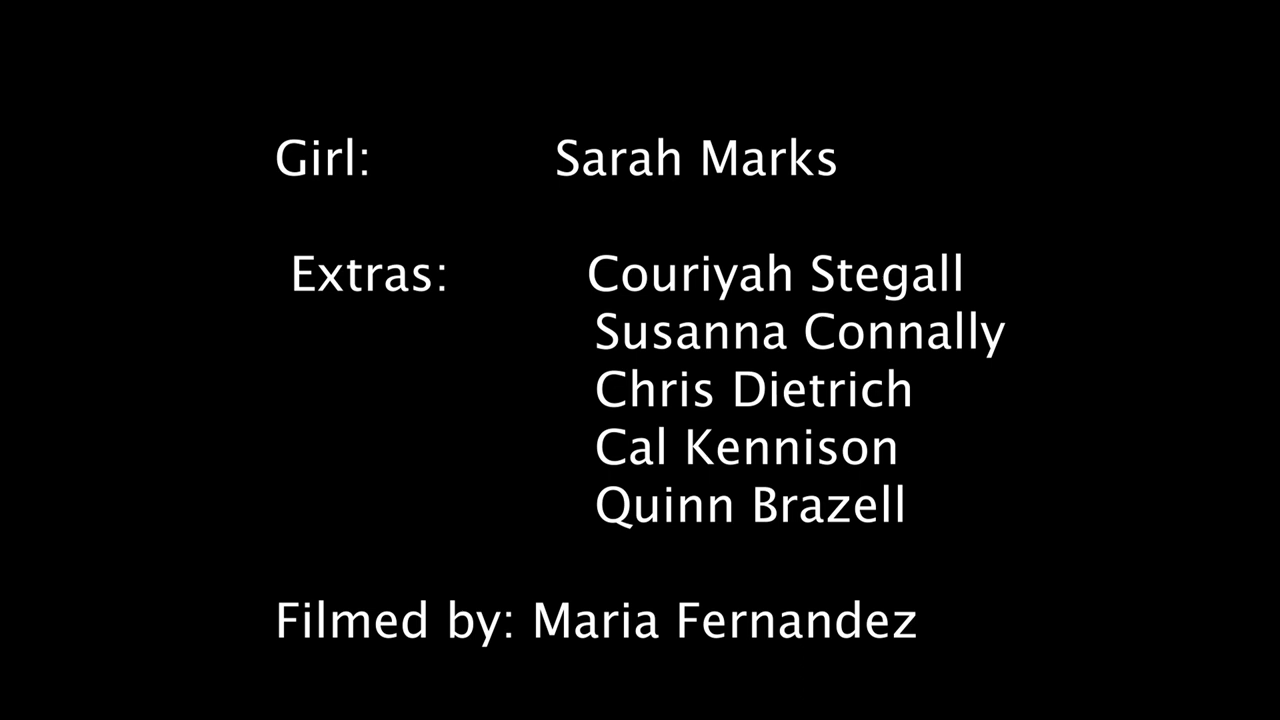 Girl: Sarah Marks
Extras: Couriyah Stegall
Susanna Connally
Chris Dietrich
Cal Kennison
Quinn Brazell
Filmed by: Maria Fernandez